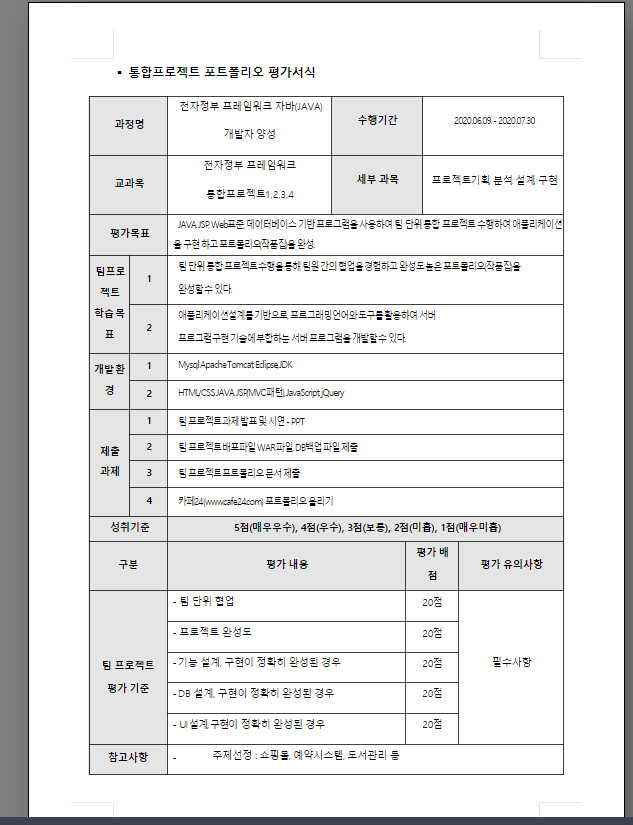 ▪ 통합프로젝트 포트폴리오 평가서식
과정명
전자정부 프레임워크 자바(JAVA)
개발자 양성
수행기간
2020.06.09. - 2020.07.30
교과목
전자정부 프레임워크
통합프로젝트1,2,3,4
세부 과목
프로젝트기획, 분석, 설계, 구현
평가목표
JAVA, JSP, Web표준, 데이터베이스 기반 프로그램을 사용하여 팀 단위 통합 프로젝트 수행하여 애플리케이션
을 구현 하고 포트폴리오(작품집)을 완성.
팀프로
젝트
학습 목
표
1
팀 단위 통합 프로젝트 수행을 통해 팀원 간의 협업을 경험하고 완성도 높은 포트폴리오(작품집)을
완성할 수 있다.
2
애플리케이션 설계를 기반으로, 프로그래밍 언어와 도구를 활용하여 서버
프로그램 구현 기술에 부합하는 서버 프로그램을 개발할 수 있다.
개발 환
경
1
Mysql, Apache Tomcat, Eclipse, JDK
2
HTML/CSS, JAVA, JSP(MVC패턴), JavaScript, jQuery
제출
과제
1
팀 프로젝트 과제 발표 및 시연 - PPT
2
팀 프로젝트 배포파일 WAR파일, DB백업 파일 제출
3
팀 프로젝트 포트폴리오 문서 제출
4
카페24(www.cafe24.com) 포트폴리오 올리기
성취기준
5점(매우우수), 4점(우수), 3점(보통), 2점(미흡), 1점(매우미흡)
구분
평가 내용
평가 배
점
평가 유의사항
팀 프로젝트
평가 기준
- 팀 단위 협업
20점
- 프로젝트 완성도
20점
- 기능 설계, 구현이 정확히 완성된 경우
20점
필수사항
- DB 설계, 구현이 정확히 완성된 경우
20점
- UI설계,구현이 정확히 완성된 경우
20점
참고사항
- 주제선정 : 쇼핑몰, 예약시스템, 도서관리 등